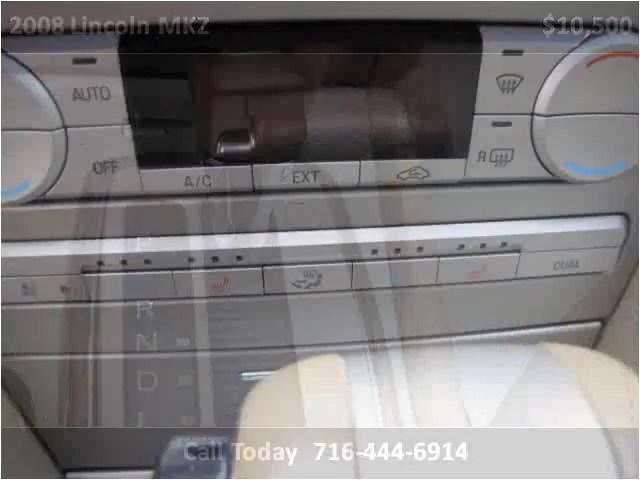 2008 Lincoln MKZ $10,500
AUTO
OFF
A/C EXT
R
DUAL
P
R
N
D
L
Call Today 716-444-6914